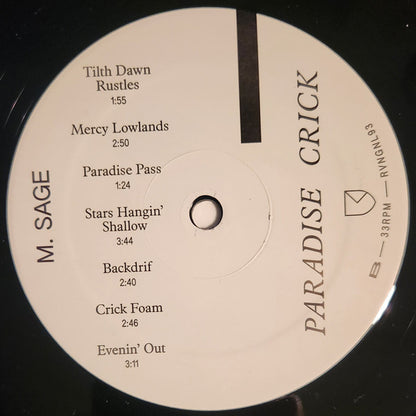 Tilth Dawn
Rustles
1:55
Mercy Lowlands
2:50
Paradise Pass
1:24
Stars Hangin'
Shallow
3:44
Backdrif
2:40
Crick Foam
2:46
Evenin' Out
3:11
M. SAGE
PARADISE CRICK
B — 33RPM — RVNGNL93